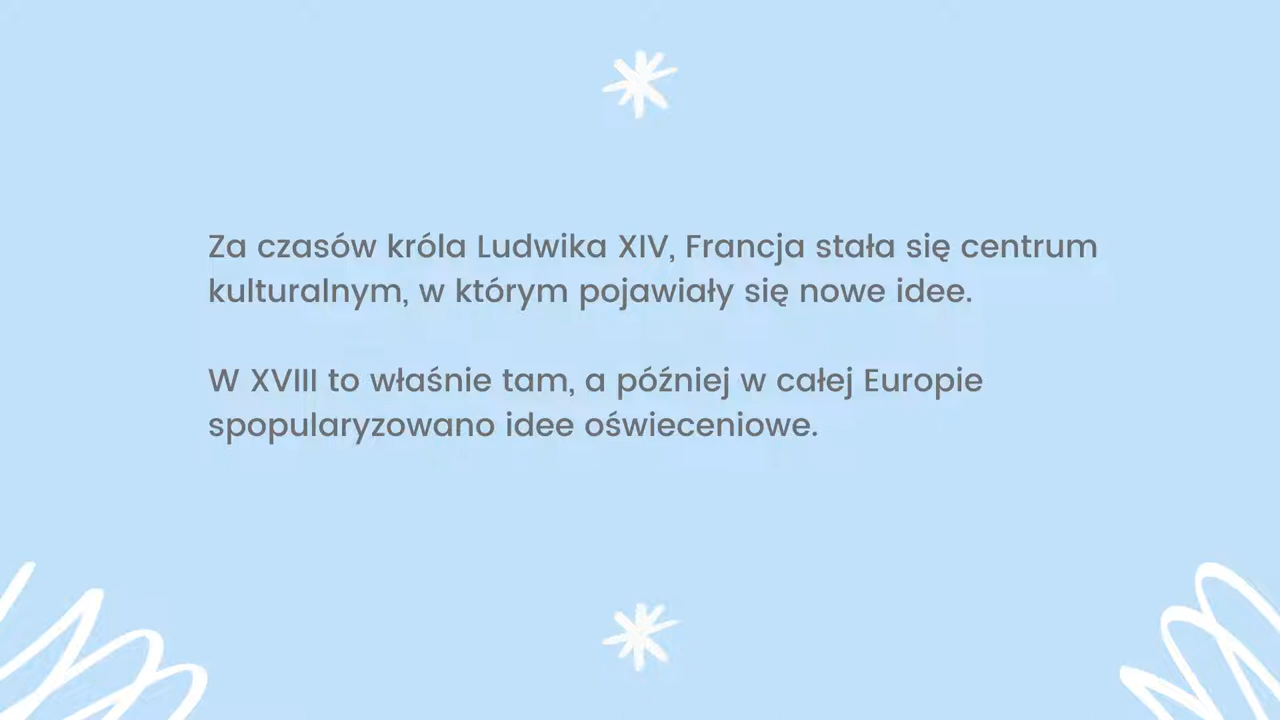 Za czasów króla Ludwika XIV, Francja stała się centrum
kulturalnym, w którym pojawiały się nowe idee.
W XVIII to właśnie tam, a później w całej Europie
spopularyzowano idee oświeceniowe.